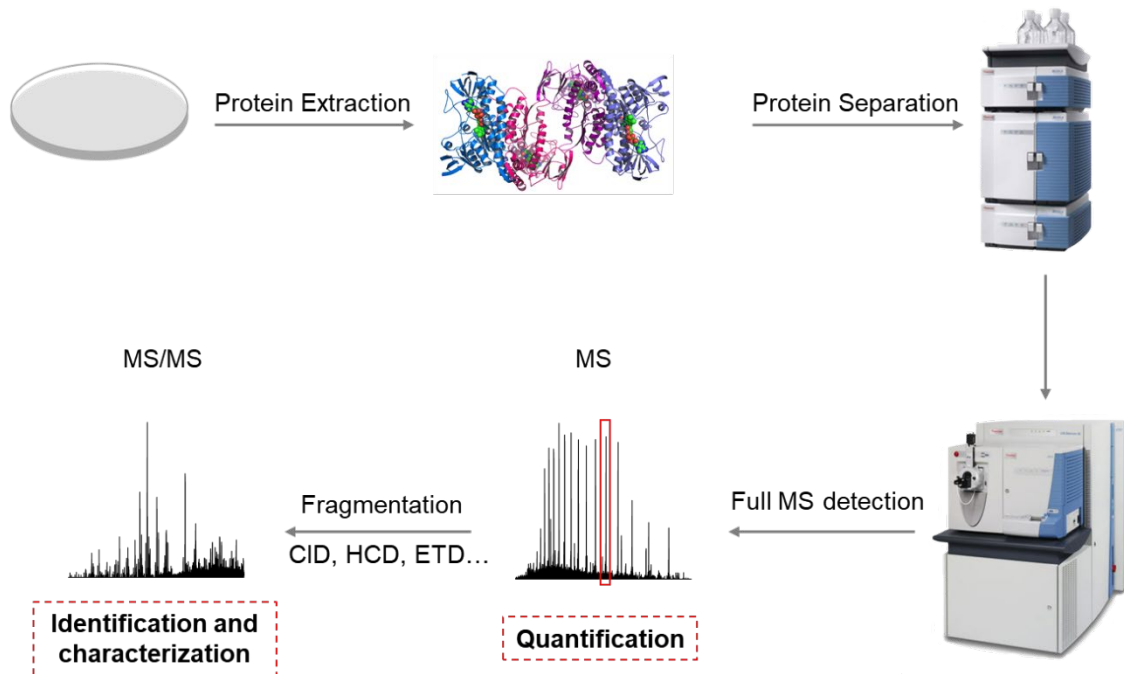 Protein Extraction
Protein Separation
MS/MS
MS
Fragmentation
CID, HCD, ETD…
Full MS detection
Identification and
characterization
Quantification